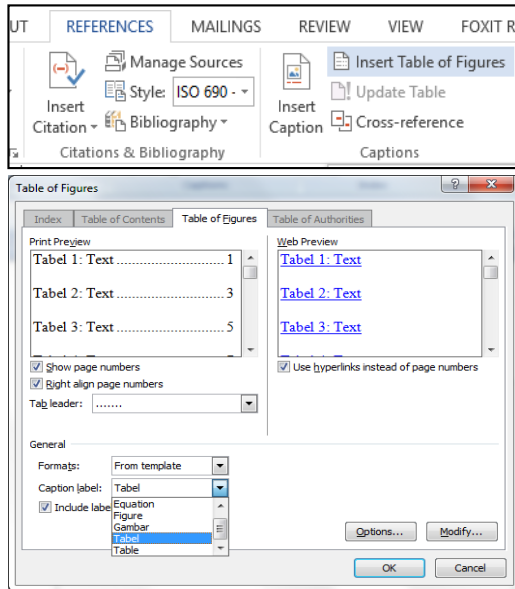 UT REFERENCES MAILINGS REVIEW VIEW FOXIT R
Manage Sources
Style: ISO 690 -
Bibliography
Insert
Citation
Citations & Bibliography
Insert
Caption
Insert Table of Figures
Update Table
Cross-reference
Captions
Table of Figures
Index Table of Contents Table of Figures Table of Authorities
Print Preview
Tabel 1: Text ........................ 1
Tabel 2: Text ........................ 3
Tabel 3: Text ........................ 5
Web Preview
Tabel 1: Text
Tabel 2: Text
Tabel 3: Text
Show page numbers
Right align page numbers
Tab leader: .......
Use hyperlinks instead of page numbers
General
Formats: From template
Caption label: Tabel
Include labe
Equation
Figure
Gambar
Tabel
Table
Options... Modify...
OK Cancel